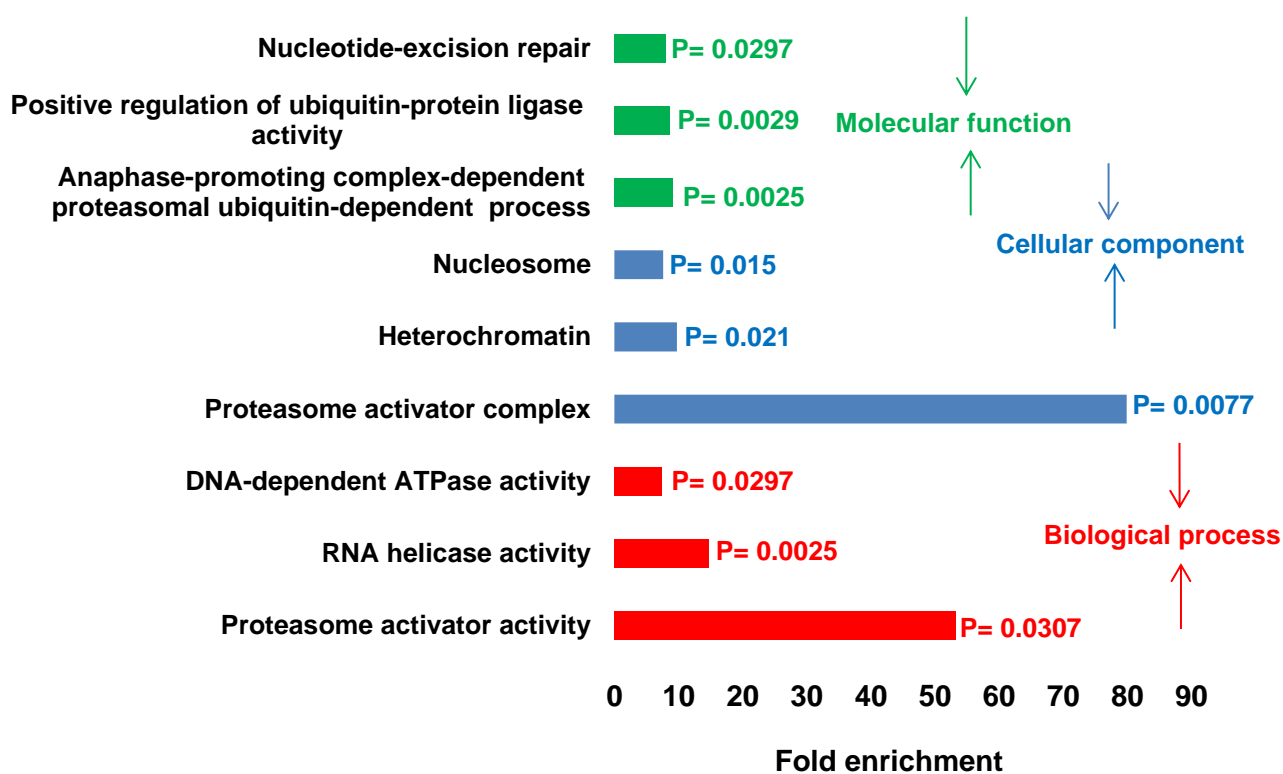 Nucleotide-excision repair
P= 0.0297
Positive regulation of ubiquitin-protein ligase
activity
P= 0.0029
Molecular function
Anaphase-promoting complex-dependent
proteasomal ubiquitin-dependent process
P= 0.0025
Nucleosome
P= 0.015
Cellular component
Heterochromatin
P= 0.021
Proteasome activator complex
P= 0.0077
DNA-dependent ATPase activity
P= 0.0297
RNA helicase activity
P= 0.0025
Biological process
Proteasome activator activity
P= 0.0307
0 10 20 30 40 50 60 70 80 90
Fold enrichment